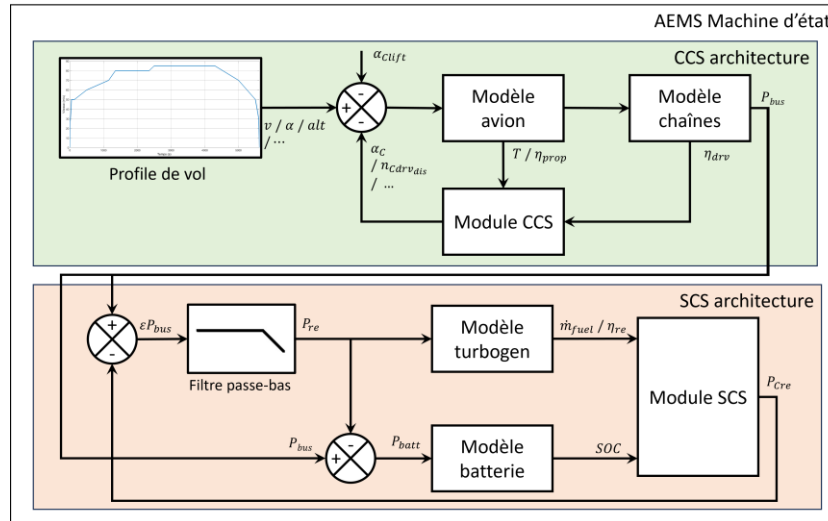 AEMS Machine d'état
CCS architecture
α_Clift
Modèle
avion
Modèle
chaînes
P_bus
v / α / alt
/ ...
α_C
/ n_Cdrv_dis
/ ...
T / η_prop
η_drv
Profile de vol
Module CCS
SCS architecture
εP_bus
P_re
Filtre passe-bas
Modèle
turbogen
ṁ_fuel / η_re
Module SCS
P_Cre
P_bus
P_batt
Modèle
batterie
SOC